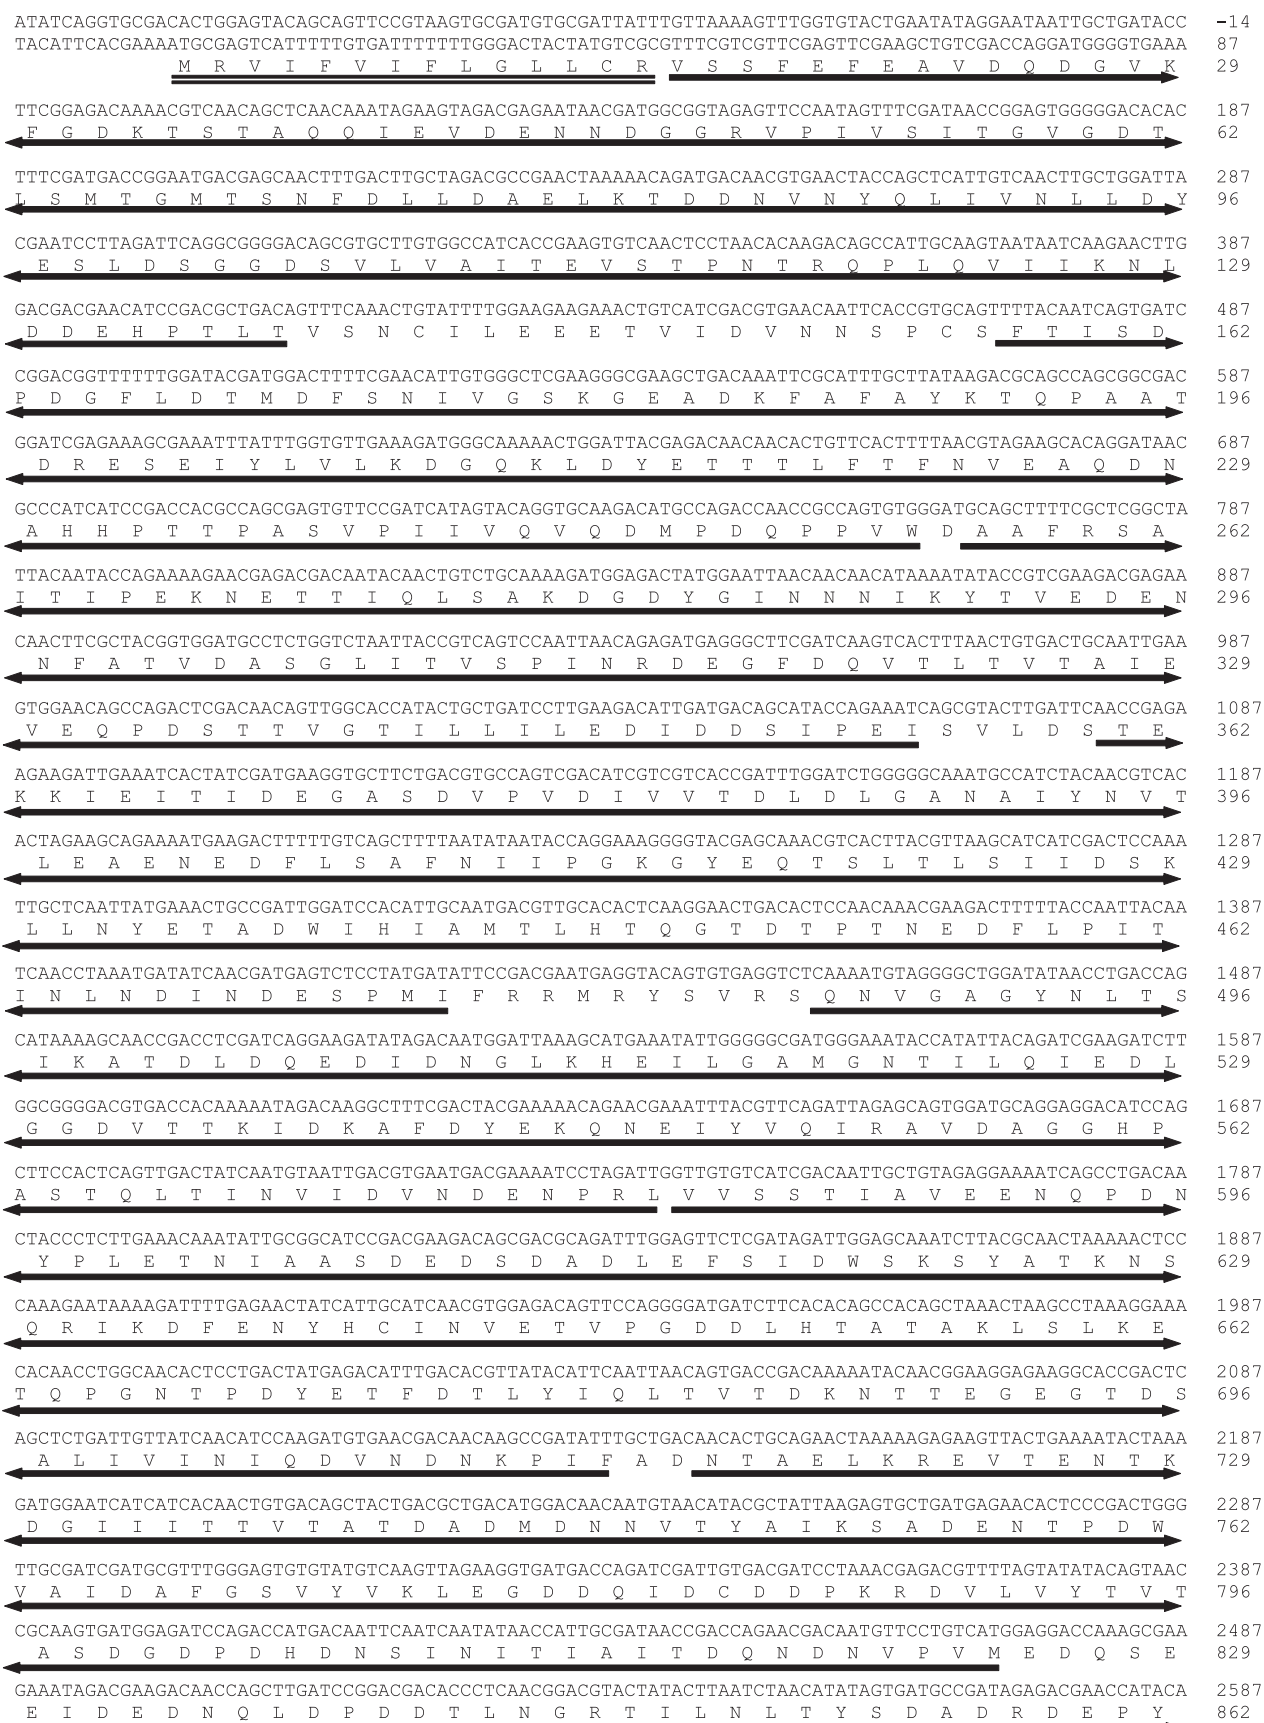 ATATCAGGTGCGACACTGGAGTACAGCAGTTCCGTAAGTGCGATGTGCGATTATTTGTTAAAAGTTTGGTGTACTGAATATAGGAATAATTGCTGATACC -14
TACATTCACGAAAATGCGAGTCATTTTTGTGATTTTTTTGGGACTACTATGTCGCGTTTCGTCGTTCGAGTTCGAAGCTGTCGACCAGGATGGGGTGAAA 87
M R V I F V I F L G L L C R V S S F E F E A V D Q D G V K 29
TTCGGAGACAAAACGTCAACAGCTCAACAAATAGAAGTAGACGAGAATAACGATGGCGGTAGAGTTCCAATAGTTTCGATAACCGGAGTGGGGGACACAC 187
F G D K T S T A Q Q I E V D E N N D G G R V P I V S I T G V G D T 62
TTTCGATGACCGGAATGACGAGCAACTTTGACTTGCTAGACGCCGAACTAAAAACAGATGACAACGTGAACTACCAGCTCATTGTCAACTTGCTGGATTA 287
L S M T G M T S N F D L L D A E L K T D D N V N Y Q L I V N L L D Y 96
CGAATCCTTAGATTCAGGCGGGGACAGCGTGCTTGTGGCCATCACCGAAGTGTCAACTCCTAACACAAGACAGCCATTGCAAGTAATAATCAAGAACTTG 387
E S L D S G G D S V L V A I T E V S T P N T R Q P L Q V I I K N L 129
GACGACGAACATCCGACGCTGACAGTTTCAAACTGTATTTTGGAAGAAGAAACTGTCATCGACGTGAACAATTCACCGTGCAGTTTTACAATCAGTGATC 487
D D E H P T L T V S N C I L E E E T V I D V N N S P C S F T I S D 162
CGGACGGTTTTTTGGATACGATGGACTTTTCGAACATTGTGGGCTCGAAGGGCGAAGCTGACAAATTCGCATTTGCTTATAAGACGCAGCCAGCGGCGAC 587
P D G F L D T M D F S N I V G S K G E A D K F A F A Y K T Q P A A T 196
GGATCGAGAAAGCGAAATTTATTTGGTGTTGAAAGATGGGCAAAAACTGGATTACGAGACAACAACACTGTTCACTTTTAACGTAGAAGCACAGGATAAC 687
D R E S E I Y L V L K D G Q K L D Y E T T T L F T F N V E A Q D N 229
GCCCATCATCCGACCACGCCAGCGAGTGTTCCGATCATAGTACAGGTGCAAGACATGCCAGACCAACCGCCAGTGTGGGATGCAGCTTTTCGCTCGGCTA 787
A H H P T T P A S V P I I V Q V Q D M P D Q P P V W D A A F R S A 262
TTACAATACCAGAAAAGAACGAGACGACAATACAACTGTCTGCAAAAGATGGAGACTATGGAATTAACAACAACATAAAATATACCGTCGAAGACGAGAA 887
I T I P E K N E T T I Q L S A K D G D Y G I N N N I K Y T V E D E N 296
CAACTTCGCTACGGTGGATGCCTCTGGTCTAATTACCGTCAGTCCAATTAACAGAGATGAGGGCTTCGATCAAGTCACTTTAACTGTGACTGCAATTGAA 987
N F A T V D A S G L I T V S P I N R D E G F D Q V T L T V T A I E 329
GTGGAACAGCCAGACTCGACAACAGTTGGCACCATACTGCTGATCCTTGAAGACATTGATGACAGCATACCAGAAATCAGCGTACTTGATTCAACCGAGA 1087
V E Q P D S T T V G T I L L I L E D I D D S I P E I S V L D S T E 362
AGAAGATTGAAATCACTATCGATGAAGGTGCTTCTGACGTGCCAGTCGACATCGTCGTCACCGATTTGGATCTGGGGGCAAATGCCATCTACAACGTCAC 1187
K K I E I T I D E G A S D V P V D I V V T D L D L G A N A I Y N V T 396
ACTAGAAGCAGAAAATGAAGACTTTTTGTCAGCTTTTAATATAATACCAGGAAAGGGGTACGAGCAAACGTCACTTACGTTAAGCATCATCGACTCCAAA 1287
L E A E N E D F L S A F N I I P G K G Y E Q T S L T L S I I D S K 429
TTGCTCAATTATGAAACTGCCGATTGGATCCACATTGCAATGACGTTGCACACTCAAGGAACTGACACTCCAACAAACGAAGACTTTTTACCAATTACAA 1387
L L N Y E T A D W I H I A M T L H T Q G T D T P T N E D F L P I T 462
TCAACCTAAATGATATCAACGATGAGTCTCCTATGATATTCCGACGAATGAGGTACAGTGTGAGGTCTCAAAATGTAGGGGCTGGATATAACCTGACCAG 1487
I N L N D I N D E S P M I F R R M R Y S V R S Q N V G A G Y N L T S 496
CATAAAAGCAACCGACCTCGATCAGGAAGATATAGACAATGGATTAAAGCATGAAATATTGGGGGCGATGGGAAATACCATATTACAGATCGAAGATCTT 1587
I K A T D L D Q E D I D N G L K H E I L G A M G N T I L Q I E D L 529
GGCGGGGACGTGACCACAAAAATAGACAAGGCTTTCGACTACGAAAAACAGAACGAAATTTACGTTCAGATTAGAGCAGTGGATGCAGGAGGACATCCAG 1687
G G D V T T K I D K A F D Y E K Q N E I Y V Q I R A V D A G G H P 562
CTTCCACTCAGTTGACTATCAATGTAATTGACGTGAATGACGAAAATCCTAGATTGGTTGTGTCATCGACAATTGCTGTAGAGGAAAATCAGCCTGACAA 1787
A S T Q L T I N V I D V N D E N P R L V V S S T I A V E E N Q P D N 596
CTACCCTCTTGAAACAAATATTGCGGCATCCGACGAAGACAGCGACGCAGATTTGGAGTTCTCGATAGATTGGAGCAAATCTTACGCAACTAAAAACTCC 1887
Y P L E T N I A A S D E D S D A D L E F S I D W S K S Y A T K N S 629
CAAAGAATAAAAGATTTTGAGAACTATCATTGCATCAACGTGGAGACAGTTCCAGGGGATGATCTTCACACAGCCACAGCTAAACTAAGCCTAAAGGAAA 1987
Q R I K D F E N Y H C I N V E T V P G D D L H T A T A K L S L K E 662
CACAACCTGGCAACACTCCTGACTATGAGACATTTGACACGTTATACATTCAATTAACAGTGACCGACAAAAATACAACGGAAGGAGAAGGCACCGACTC 2087
T Q P G N T P D Y E T F D T L Y I Q L T V T D K N T T E G E G T D S 696
AGCTCTGATTGTTATCAACATCCAAGATGTGAACGACAACAAGCCGATATTTGCTGACAACACTGCAGAACTAAAAAGAGAAGTTACTGAAAATACTAAA 2187
A L I V I N I Q D V N D N K P I F A D N T A E L K R E V T E N T K 729
GATGGAATCATCATCACAACTGTGACAGCTACTGACGCTGACATGGACAACAATGTAACATACGCTATTAAGAGTGCTGATGAGAACACTCCCGACTGGG 2287
D G I I I T T V T A T D A D M D N N V T Y A I K S A D E N T P D W 762
TTGCGATCGATGCGTTTGGGAGTGTGTATGTCAAGTTAGAAGGTGATGACCAGATCGATTGTGACGATCCTAAACGAGACGTTTTAGTATATACAGTAAC 2387
V A I D A F G S V Y V K L E G D D Q I D C D D P K R D V L V Y T V T 796
CGCAAGTGATGGAGATCCAGACCATGACAATTCAATCAATATAACCATTGCGATAACCGACCAGAACGACAATGTTCCTGTCATGGAGGACCAAAGCGAA 2487
A S D G D P D H D N S I N I T I A I T D Q N D N V P V M E D Q S E 829
GAAATAGACGAAGACAACCAGCTTGATCCGGACGACACCCTCAACGGACGTACTATACTTAATCTAACATATAGTGATGCCGATAGAGACGAACCATACA 2587
E I D E D N Q L D P D D T L N G R T I L N L T Y S D A D R D E P Y 862